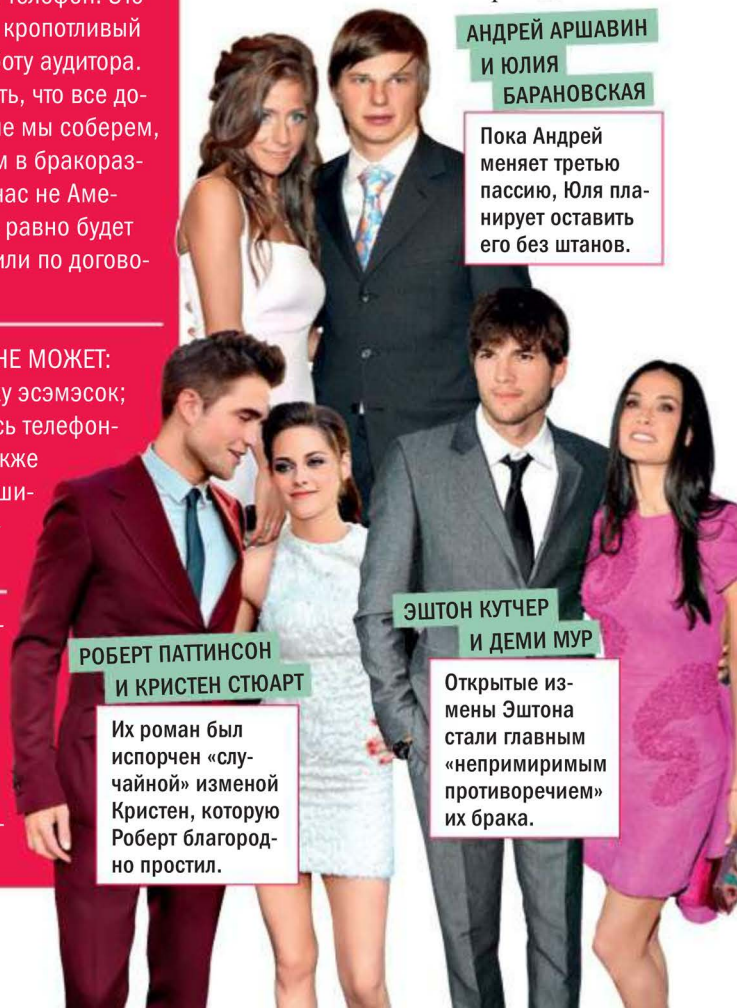 кропотливый
оту аудитора.
ть, что все до-
е мы соберем,
м в бракораз-
нас не Аме-
равно будет
или по догово-
НЕ МОЖЕТ:
у эсэмэсок;
сь телефон-
кже
ши-
АНДРЕЙ АРШАВИН
И ЮЛИЯ
БАРАНОВСКАЯ
Пока Андрей
меняет третью
пассию, Юля пла-
нирует оставить
его без штанов.
РОБЕРТ ПАТТИНСОН
И КРИСТЕН СТЮАРТ
Их роман был
испорчен «слу-
чайной» изменой
Кристен, которую
Роберт благород-
но простил.
ЭШТОН КУТЧЕР
И ДЕМИ МУР
Открытые из-
мены Эштона
стали главным
«непримиримым
противоречием»
их брака.